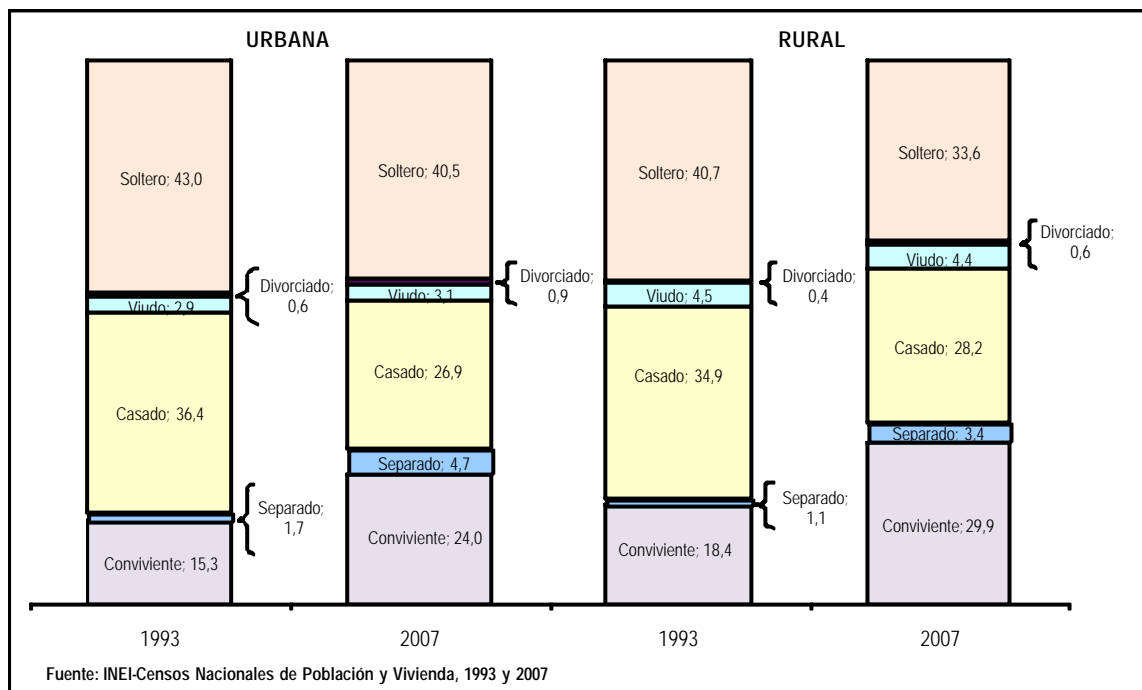 URBANA
RURAL
Soltero; 43,0
Divorciado;
0,6
Viudo; 2,9
Casado; 36,4
Separado;
1,7
Conviviente; 15,3
Soltero; 40,5
Divorciado;
0,9
Viudo; 3,1
Casado; 26,9
Separado; 4,7
Conviviente; 24,0
Soltero; 40,7
Divorciado;
0,4
Viudo; 4,5
Casado; 34,9
Separado;
1,1
Conviviente; 18,4
Soltero; 33,6
Divorciado;
0,6
Viudo; 4,4
Casado; 28,2
Separado; 3,4
Conviviente; 29,9
1993
2007
1993
2007
Fuente: INEI-Censos Nacionales de Población y Vivienda, 1993 y 2007